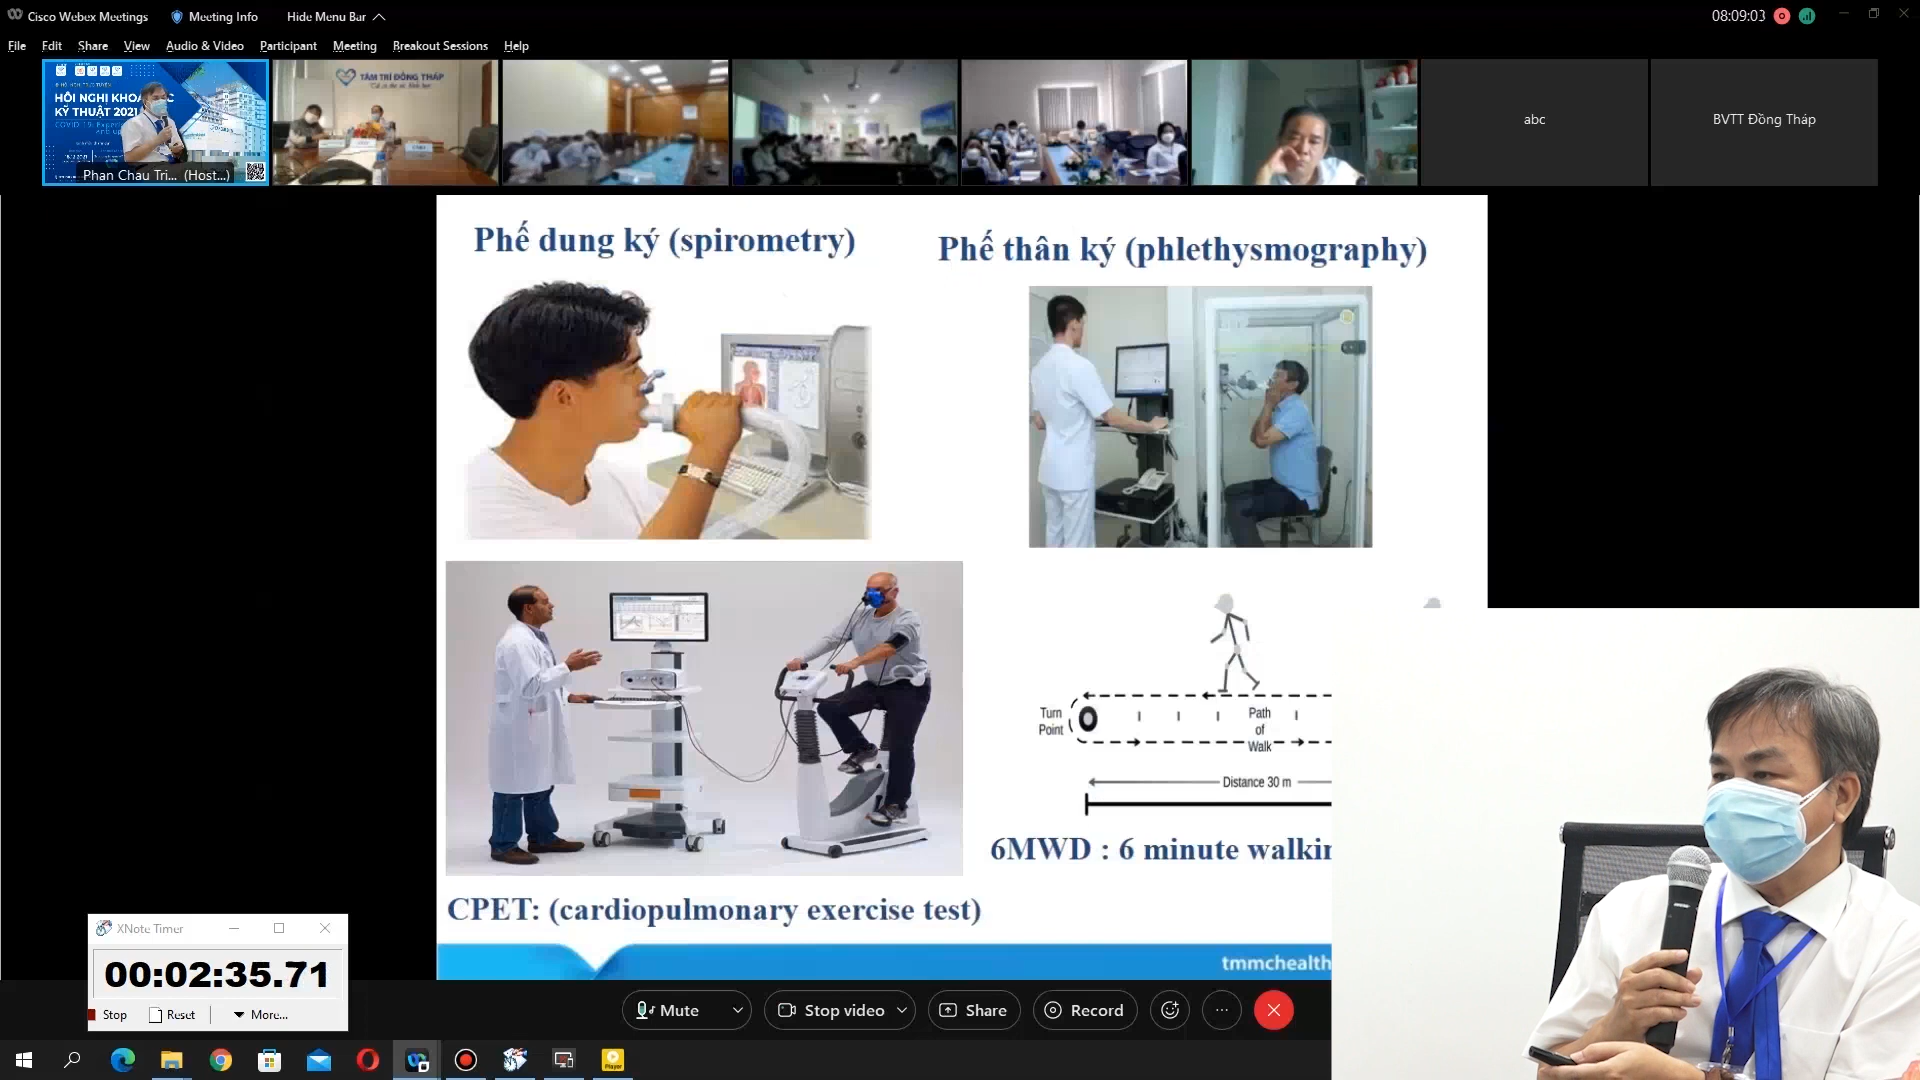 Cisco Webex Meetings
Meeting Info
Hide Menu Bar
08:09:03
File Edit Share View Audio & Video Participant Meeting Breakout Sessions Help
HỘI NGHỊ KHOA
KỸ THUẬT 2021
Phan Chau Tri... (Host...)
TÂM TRÍ ĐỒNG THÁP
abc
BVTT Đồng Tháp
Phế dung ký (spirometry)
Phế thân ký (phlethysmography)
Turn
Point
Path
of
Walk
Distance 30 m
6MWD : 6 minute walkin
CPET: (cardiopulmonary exercise test)
tmmchealth
XNote Timer
00:02:35.71
Stop Reset More...
Mute
Stop video
Share
Record
Player